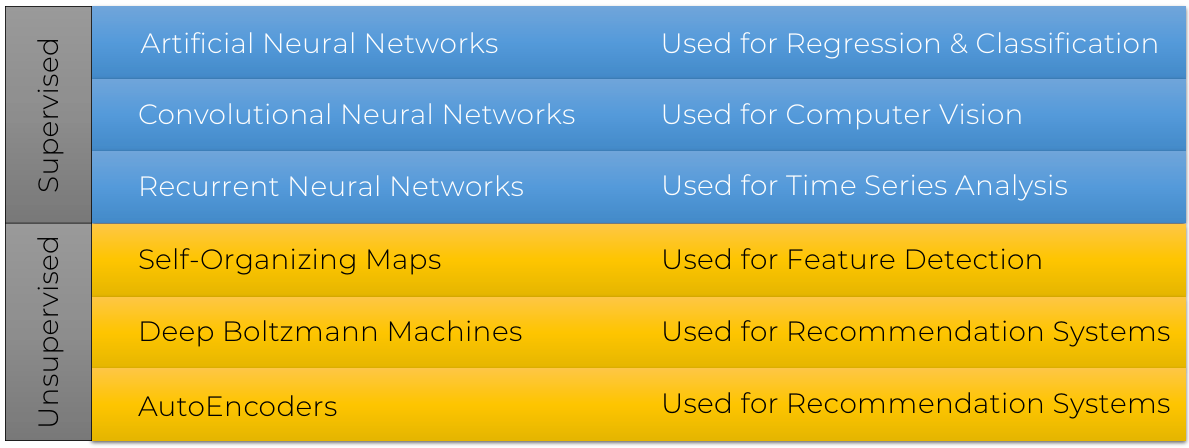 Supervised
Artificial Neural Networks Used for Regression & Classification
Convolutional Neural Networks Used for Computer Vision
Recurrent Neural Networks Used for Time Series Analysis
Unsupervised
Self-Organizing Maps Used for Feature Detection
Deep Boltzmann Machines Used for Recommendation Systems
AutoEncoders Used for Recommendation Systems